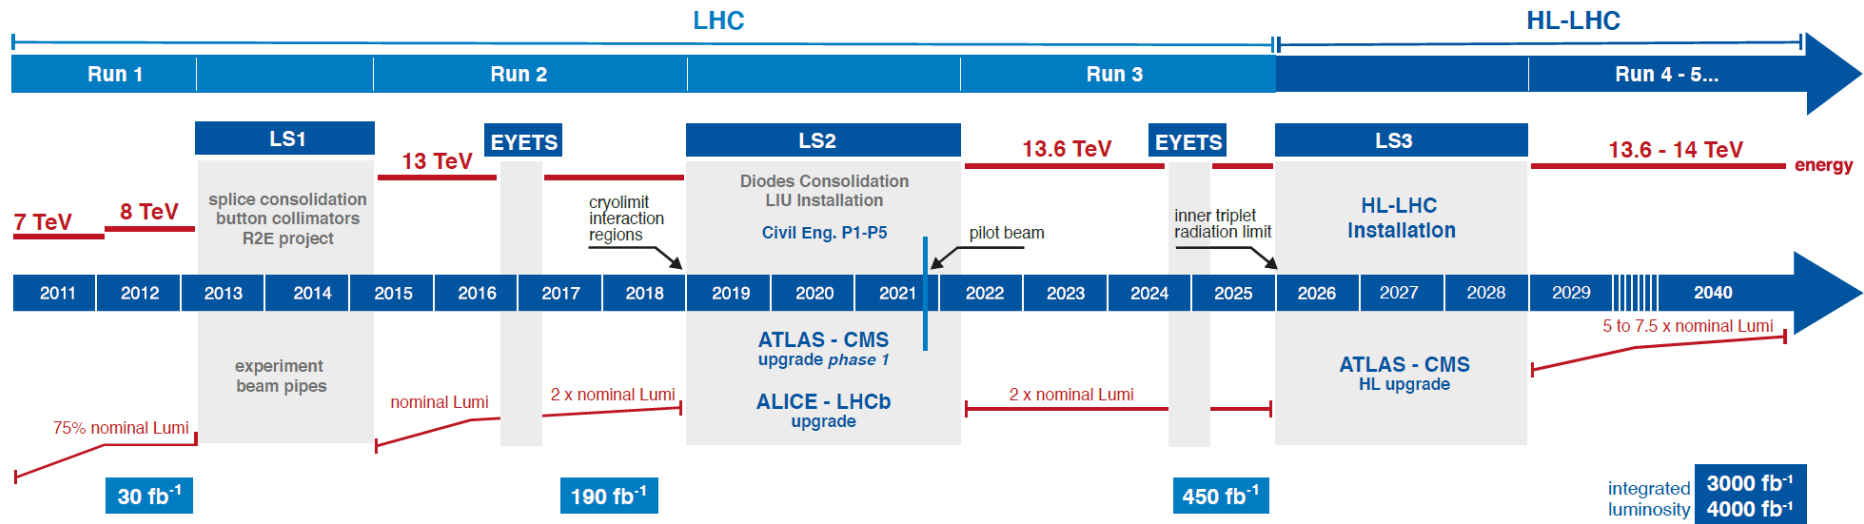 LHC
HL-LHC
Run 1
Run 2
Run 3
Run 4 - 5...
LS1
EYETS
LS2
EYETS
LS3
7 TeV
8 TeV
13 TeV
13.6 TeV
13.6 - 14 TeV
energy
splice consolidation
button collimators
R2E project
cryolimit
interaction
regions
Diodes Consolidation
LIU Installation
Civil Eng. P1-P5
pilot beam
inner triplet
radiation limit
HL-LHC
Installation
2011
2012
2013
2014
2015
2016
2017
2018
2019
2020
2021
2022
2023
2024
2025
2026
2027
2028
2029
2040
75% nominal Lumi
experiment
beam pipes
nominal Lumi
2 x nominal Lumi
ATLAS - CMS
upgrade phase 1
ALICE - LHCb
upgrade
2 x nominal Lumi
ATLAS - CMS
HL upgrade
5 to 7.5 x nominal Lumi
30 fb⁻¹
190 fb⁻¹
450 fb⁻¹
integrated
luminosity
3000 fb⁻¹
4000 fb⁻¹